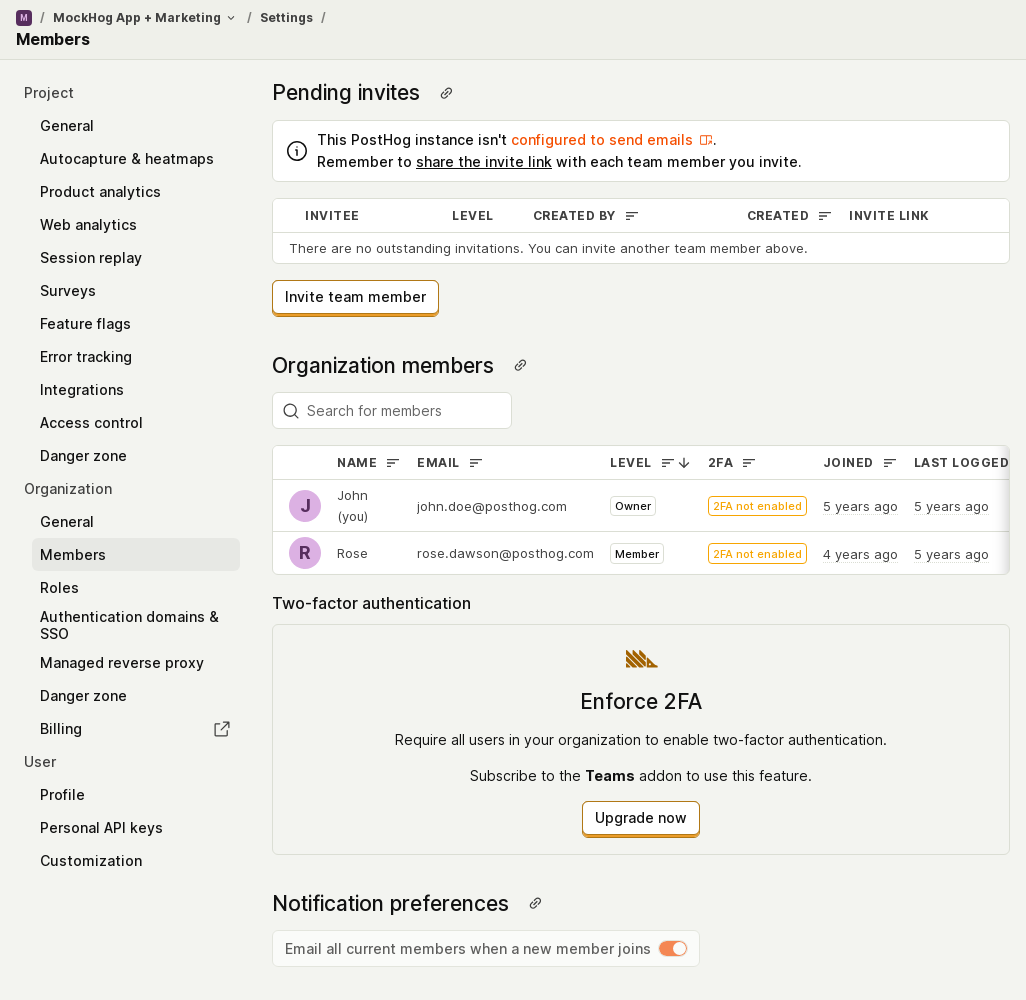 M / MockHog App + Marketing / Settings /
Members
Project
General
Autocapture & heatmaps
Product analytics
Web analytics
Session replay
Surveys
Feature flags
Error tracking
Integrations
Access control
Danger zone
Organization
General
Members
Roles
Authentication domains &
SSO
Managed reverse proxy
Danger zone
Billing
User
Profile
Personal API keys
Customization
Pending invites
This PostHog instance isn't configured to send emails .
Remember to share the invite link with each team member you invite.
INVITEE LEVEL CREATED BY CREATED INVITE LINK
There are no outstanding invitations. You can invite another team member above.
Invite team member
Organization members
Search for members
NAME EMAIL LEVEL 2FA JOINED LAST LOGGED
J John (you) john.doe@posthog.com Owner 2FA not enabled 5 years ago 5 years ago
R Rose rose.dawson@posthog.com Member 2FA not enabled 4 years ago 5 years ago
Two-factor authentication
Enforce 2FA
Require all users in your organization to enable two-factor authentication.
Subscribe to the Teams addon to use this feature.
Upgrade now
Notification preferences
Email all current members when a new member joins